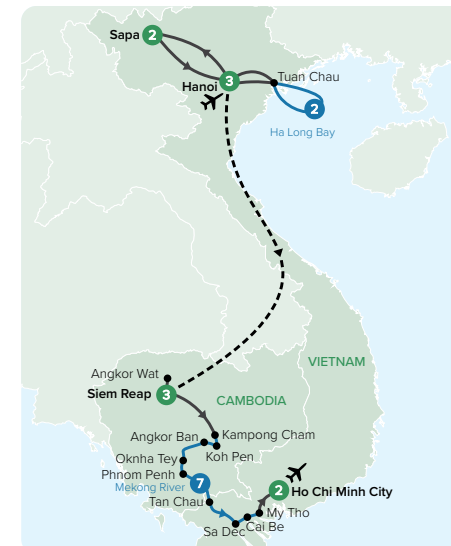 Sapa 2
Hanoi 3
Tuan Chau
2
Ha Long Bay
VIETNAM
Angkor Wat
Siem Reap 3
CAMBODIA
Angkor Ban
Kampong Cham
Koh Pen
Oknha Tey
Phnom Penh
Mekong River 7
Tan Chau
2 Ho Chi Minh City
My Tho
Cai Be
Sa Dec